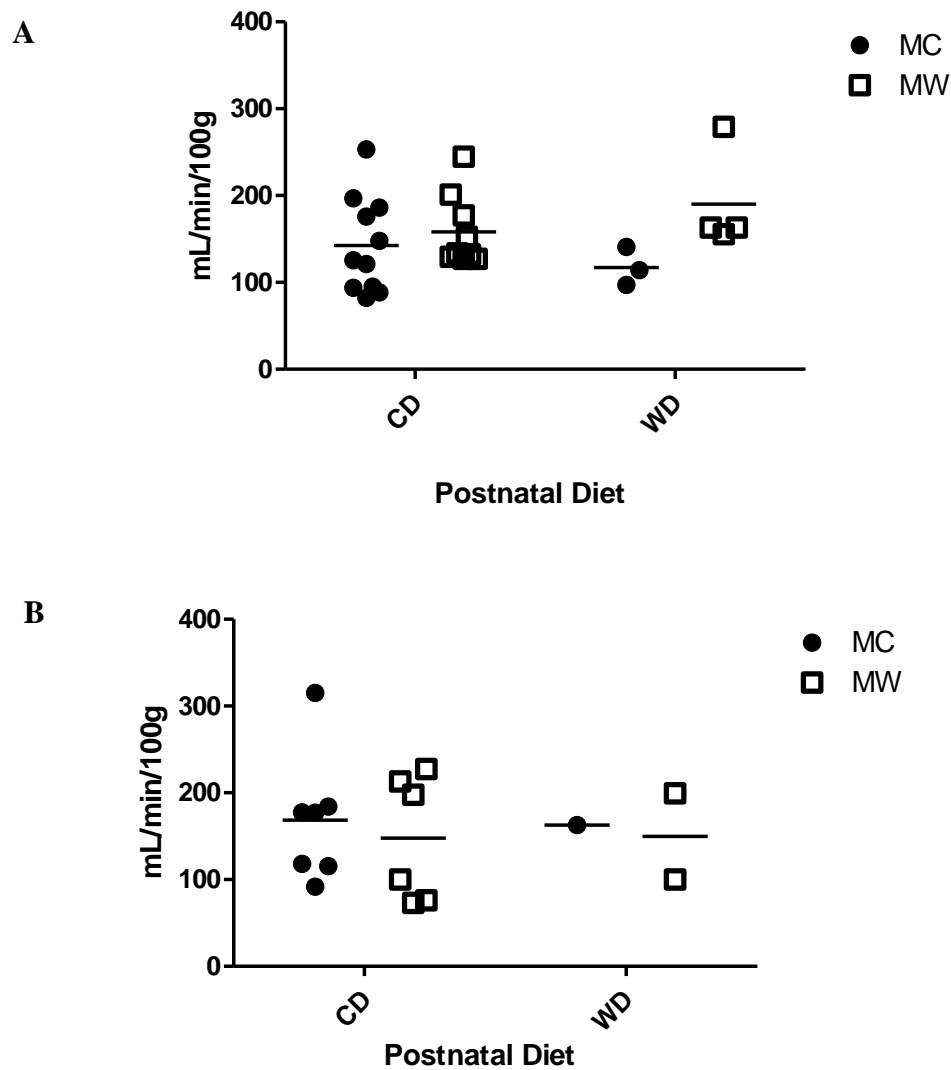 A
400
300
200
100
0
mL/min/100g
MC
MW
CD
WD
Postnatal Diet
B
400
300
200
100
0
mL/min/100g
MC
MW
CD
WD
Postnatal Diet